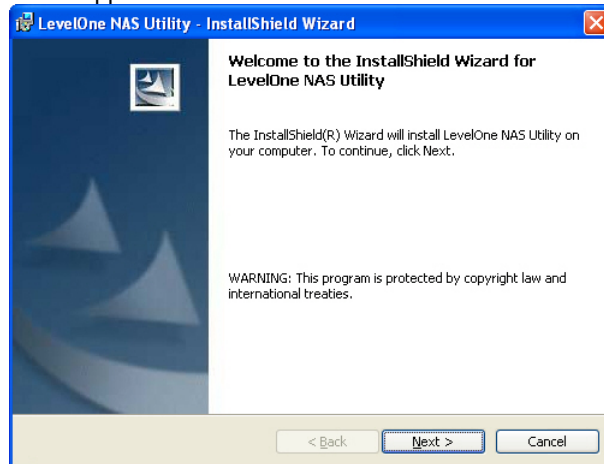 LevelOne NAS Utility - InstallShield Wizard
Welcome to the InstallShield Wizard for
LevelOne NAS Utility
The InstallShield(R) Wizard will install LevelOne NAS Utility on
your computer. To continue, click Next.
WARNING: This program is protected by copyright law and
international treaties.
< Back
Next >
Cancel